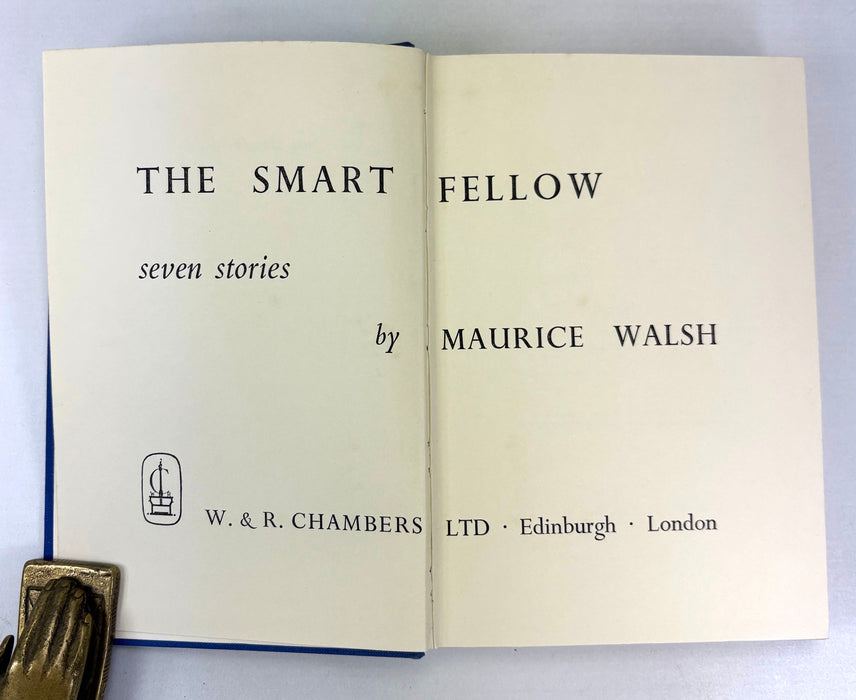 THE SMART FELLOW
seven stories
by MAURICE WALSH
W. & R. CHAMBERS LTD · Edinburgh · London